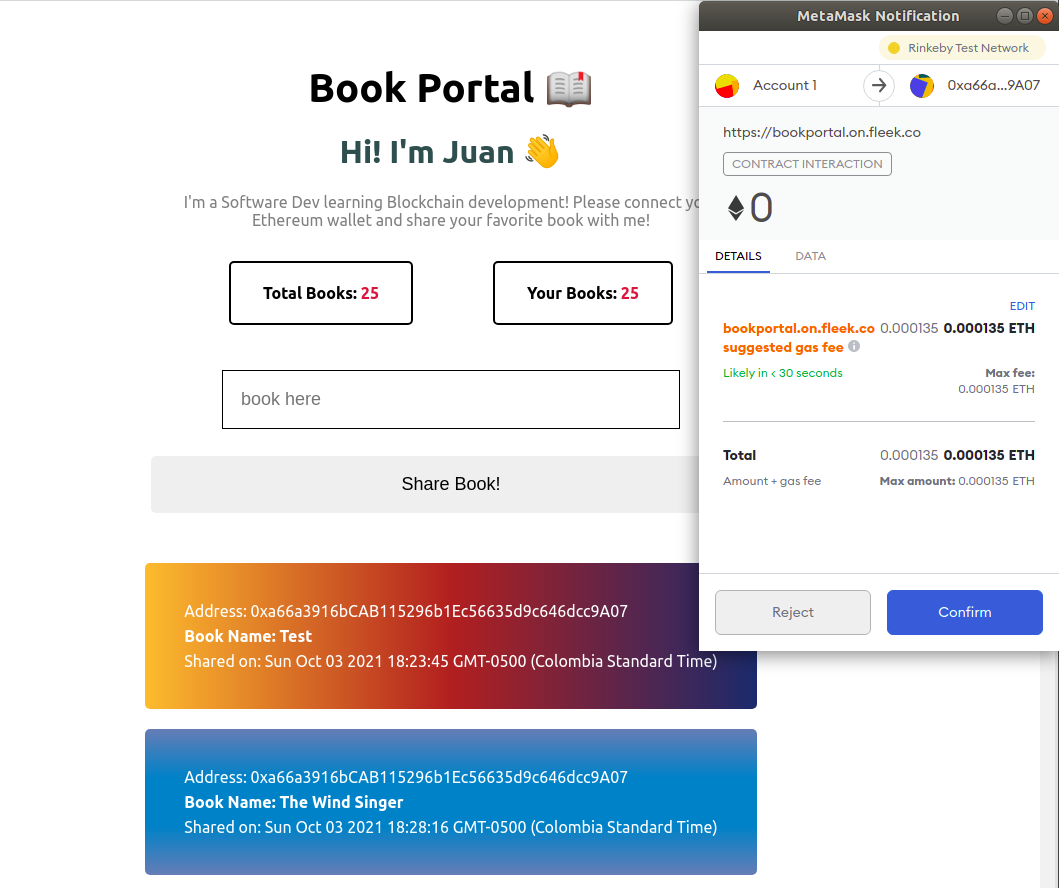 Book Portal 📖
Hi! I'm Juan 👋
I'm a Software Dev learning Blockchain development! Please connect yo
Ethereum wallet and share your favorite book with me!
Total Books: 25
Your Books: 25
book here
Share Book!
Address: 0xa66a3916bCAB115296b1Ec56635d9c646dcc9A07
Book Name: Test
Shared on: Sun Oct 03 2021 18:23:45 GMT-0500 (Colombia Standard Time)
Address: 0xa66a3916bCAB115296b1Ec56635d9c646dcc9A07
Book Name: The Wind Singer
Shared on: Sun Oct 03 2021 18:28:16 GMT-0500 (Colombia Standard Time)
MetaMask Notification
Rinkeby Test Network
Account 1
0xa66a...9A07
https://bookportal.on.fleek.co
CONTRACT INTERACTION
0
DETAILS
DATA
EDIT
bookportal.on.fleek.co 0.000135 0.000135 ETH
suggested gas fee
Likely in < 30 seconds
Max fee:
0.000135 ETH
Total 0.000135 0.000135 ETH
Amount + gas fee Max amount: 0.000135 ETH
Reject
Confirm